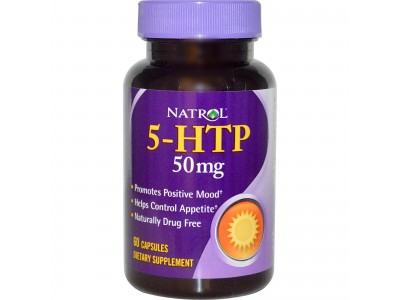 NATROL®
5-HTP
50mg
• Promotes Positive Mood†
• Helps Control Appetite†
• Naturally Drug Free
60 CAPSULES
DIETARY SUPPLEMENT